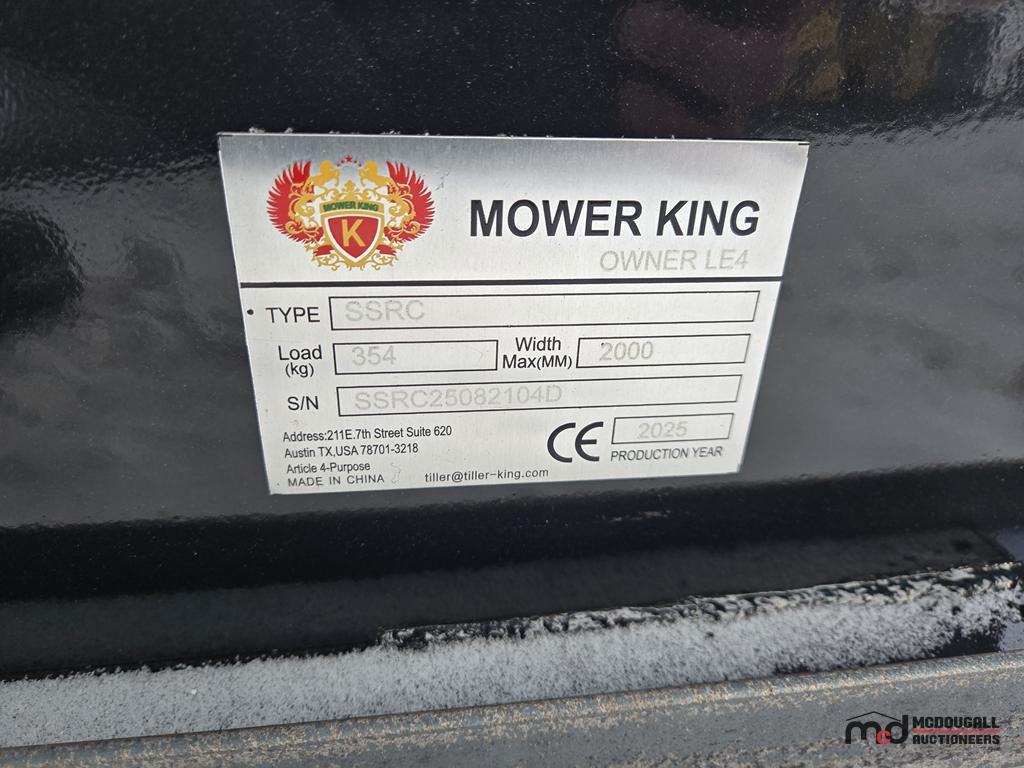 MOWER KING
K
MOWER KING
OWNER LE4
TYPE SSRC
Load (kg) 354 Width Max(MM) 2000
S/N SSRC25082104D
Address:211E.7th Street Suite 620
Austin TX,USA 78701-3218
Article 4-Purpose
MADE IN CHINA
tiller@tiller-king.com
CE 2025
PRODUCTION YEAR
mcd MCDOUGALL
AUCTIONEERS